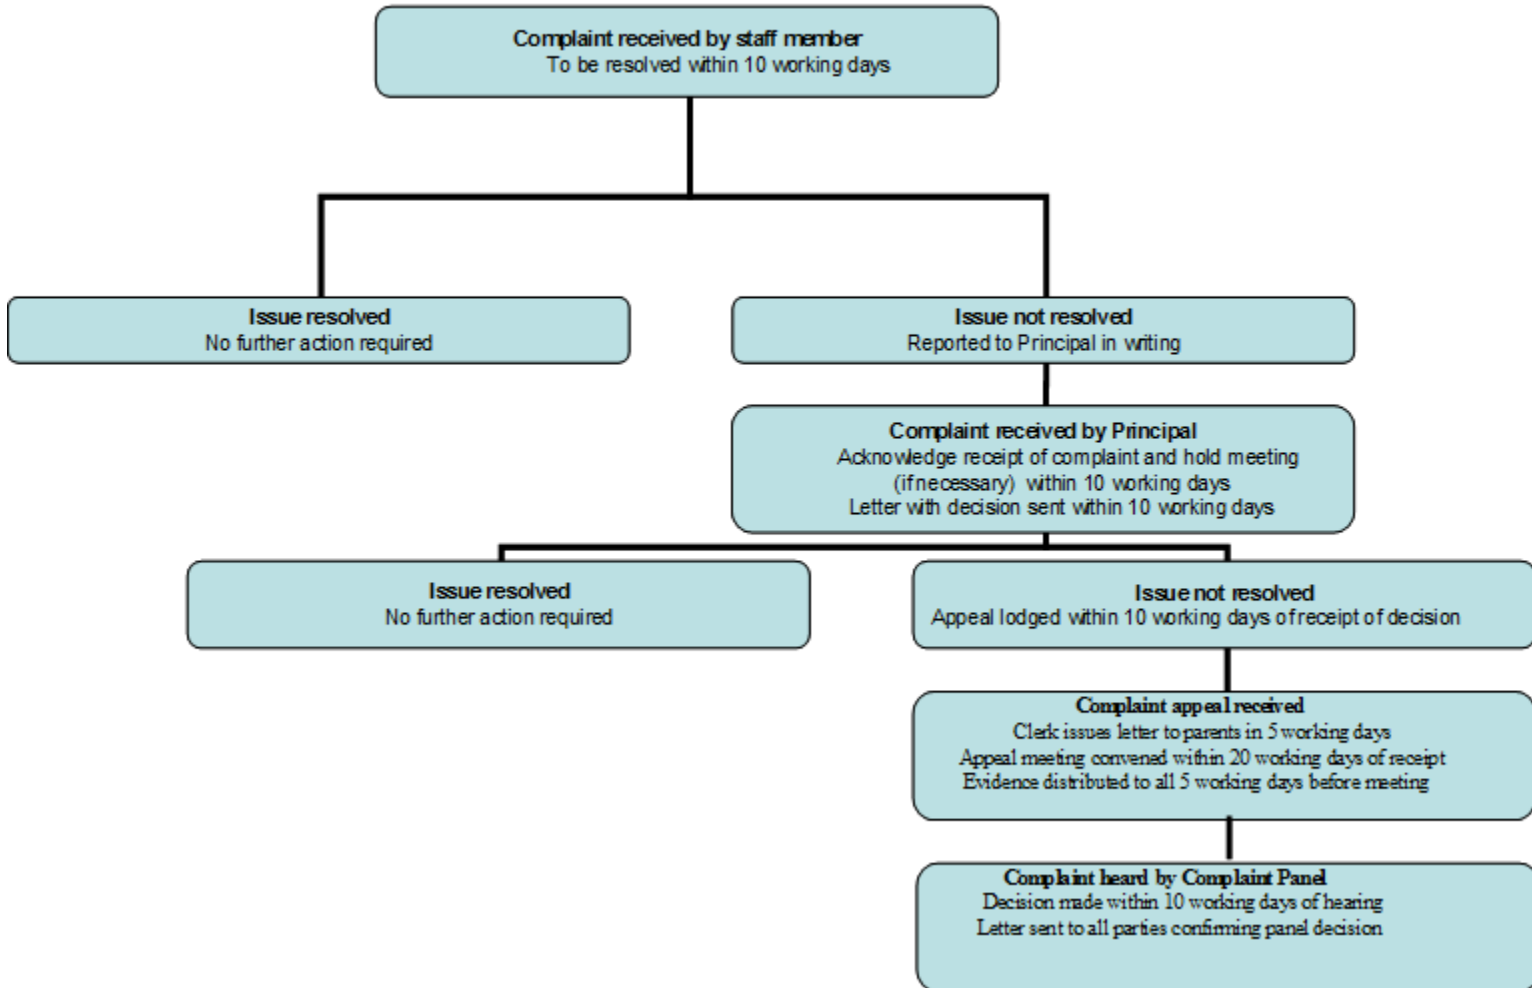 Complaint received by staff member
To be resolved within 10 working days
Issue resolved
No further action required
Issue not resolved
Reported to Principal in writing
Complaint received by Principal
Acknowledge receipt of complaint and hold meeting
(if necessary) within 10 working days
Letter with decision sent within 10 working days
Issue resolved
No further action required
Issue not resolved
Appeal lodged within 10 working days of receipt of decision
Complaint appeal received
Clerk issues letter to parents in 5 working days
Appeal meeting convened within 20 working days of receipt
Evidence distributed to all 5 working days before meeting
Complaint heard by Complaint Panel
Decision made within 10 working days of hearing
Letter sent to all parties confirming panel decision